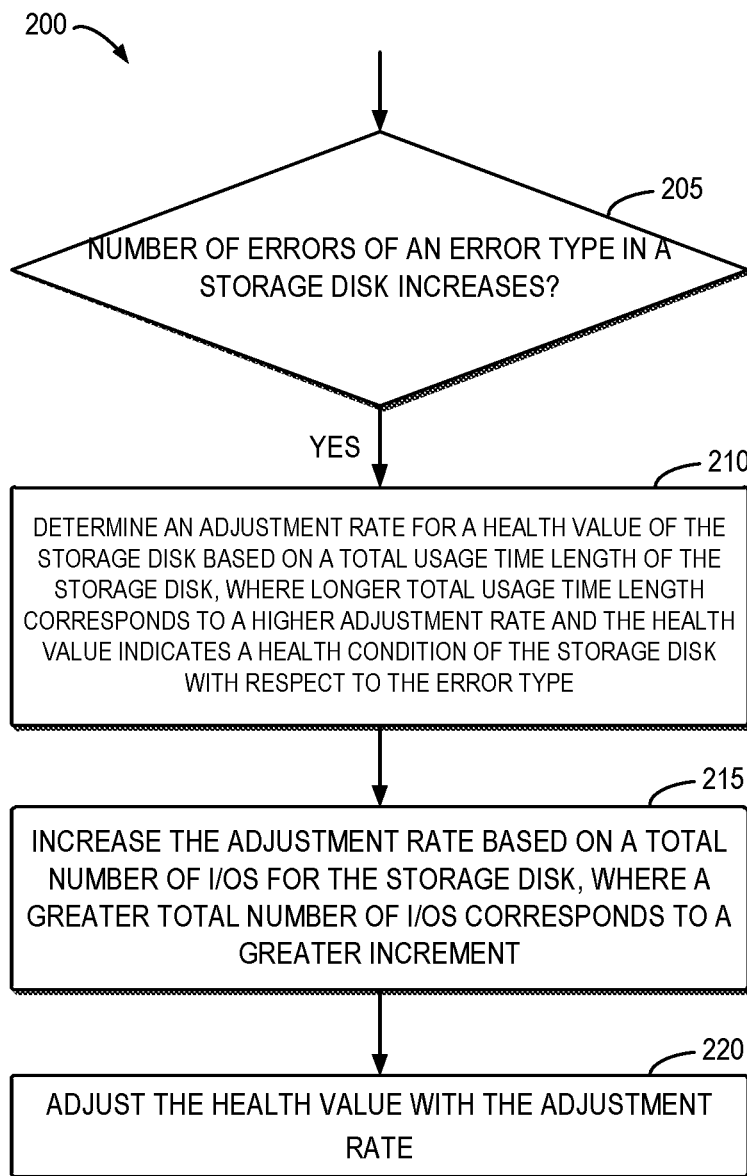 200
205
NUMBER OF ERRORS OF AN ERROR TYPE IN A
STORAGE DISK INCREASES?
YES
210
DETERMINE AN ADJUSTMENT RATE FOR A HEALTH VALUE OF THE
STORAGE DISK BASED ON A TOTAL USAGE TIME LENGTH OF THE
STORAGE DISK, WHERE LONGER TOTAL USAGE TIME LENGTH
CORRESPONDS TO A HIGHER ADJUSTMENT RATE AND THE HEALTH
VALUE INDICATES A HEALTH CONDITION OF THE STORAGE DISK
WITH RESPECT TO THE ERROR TYPE
215
INCREASE THE ADJUSTMENT RATE BASED ON A TOTAL
NUMBER OF I/OS FOR THE STORAGE DISK, WHERE A
GREATER TOTAL NUMBER OF I/OS CORRESPONDS TO A
GREATER INCREMENT
220
ADJUST THE HEALTH VALUE WITH THE ADJUSTMENT
RATE